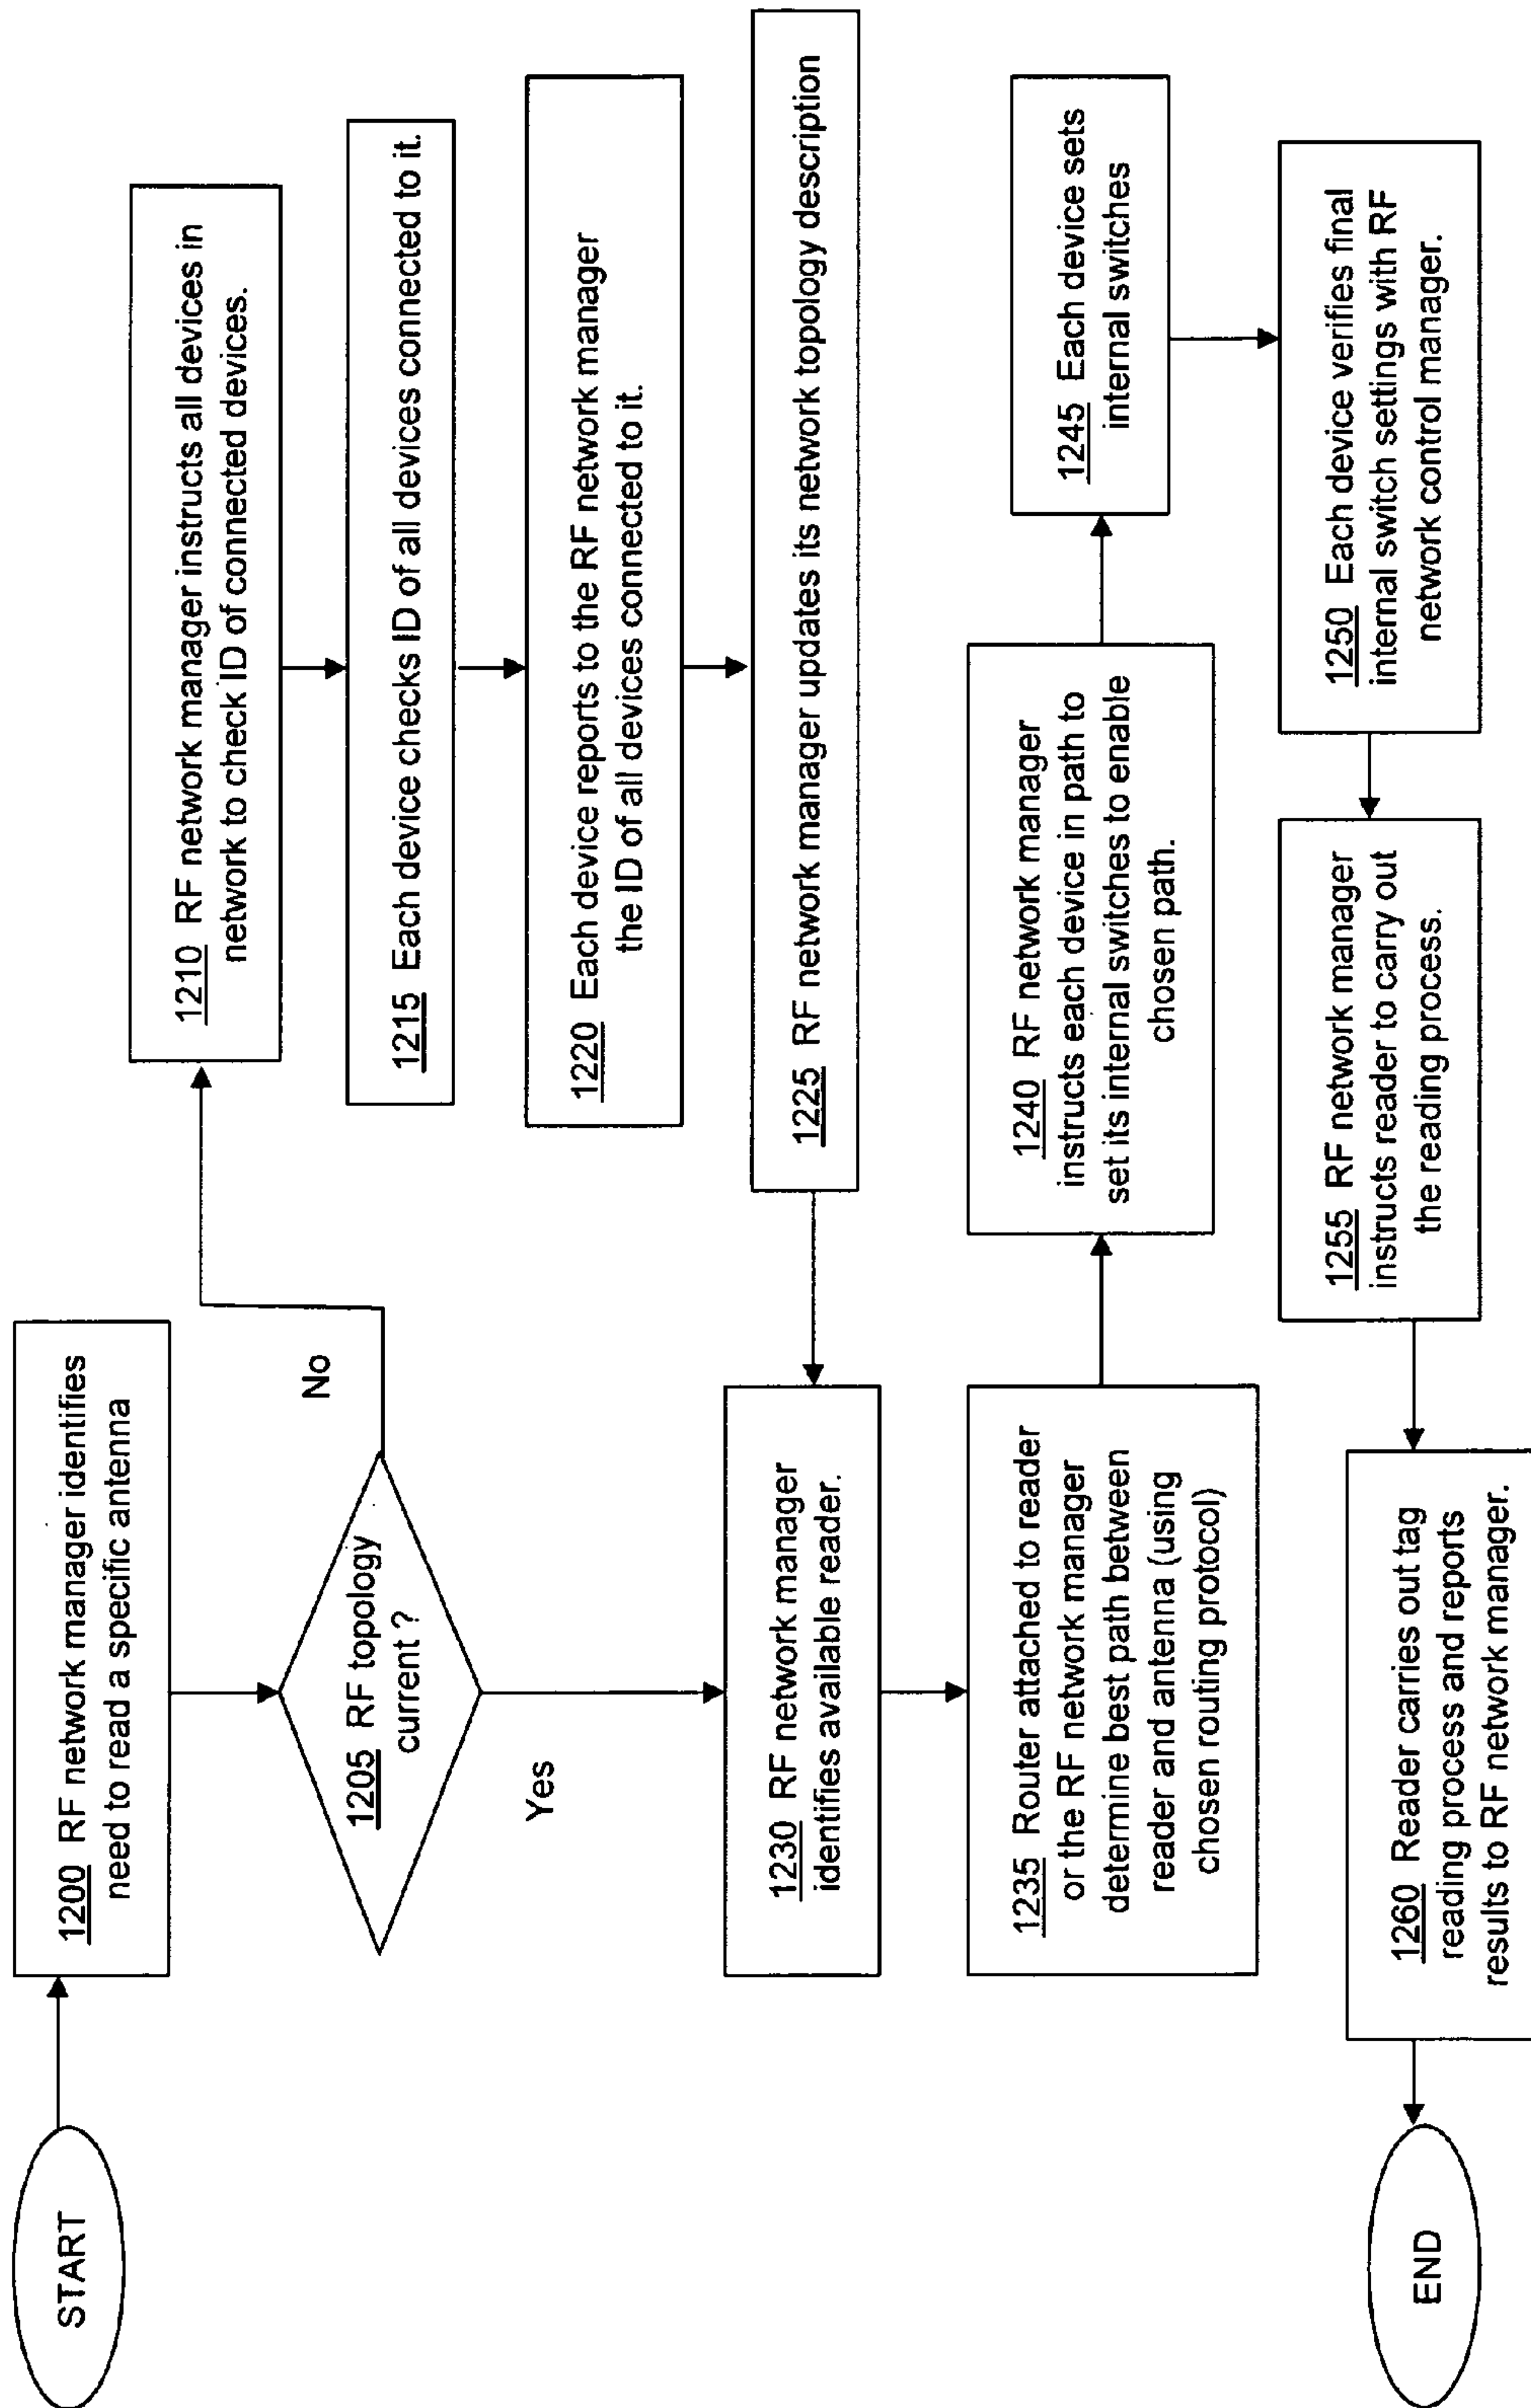 START
1200 RF network manager identifies
need to read a specific antenna
1205 RF topology
current ?
No
Yes
1210 RF network manager instructs all devices in
network to check ID of connected devices.
1215 Each device checks ID of all devices connected to it.
1220 Each device reports to the RF network manager
the ID of all devices connected to it.
1225 RF network manager updates its network topology description
1230 RF network manager
identifies available reader.
1235 Router attached to reader
or the RF network manager
determine best path between
reader and antenna (using
chosen routing protocol)
1240 RF network manager
instructs each device in path to
set its internal switches to enable
chosen path.
1245 Each device sets
internal switches
1250 Each device verifies final
internal switch settings with RF
network control manager.
1255 RF network manager
instructs reader to carry out
the reading process.
1260 Reader carries out tag
reading process and reports
results to RF network manager.
END